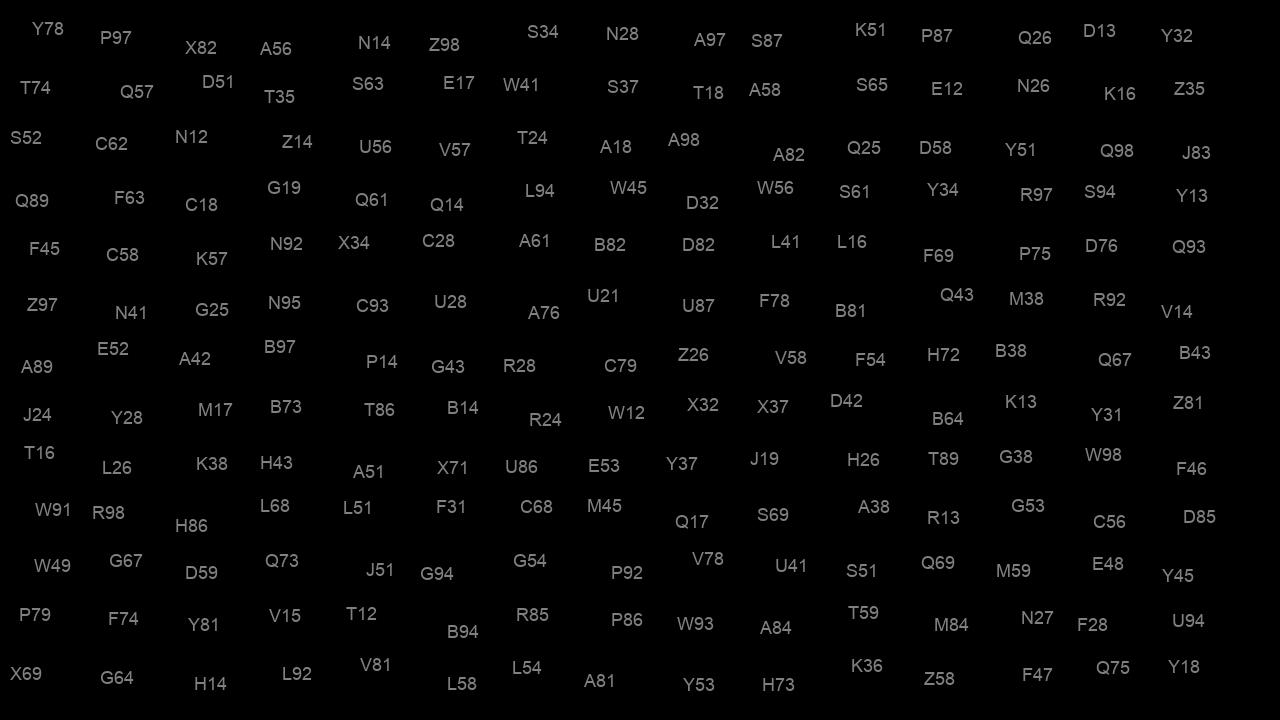 Y78 P97 X82 A56 N14 Z98 S34 N28 A97 S87 K51 P87 Q26 D13 Y32
T74 Q57 D51 T35 S63 E17 W41 S37 T18 A58 S65 E12 N26 K16 Z35
S52 C62 N12 Z14 U56 V57 T24 A18 A98 A82 Q25 D58 Y51 Q98 J83
Q89 F63 C18 G19 Q61 Q14 L94 W45 D32 W56 S61 Y34 R97 S94 Y13
F45 C58 K57 N92 X34 C28 A61 B82 D82 L41 L16 F69 P75 D76 Q93
Z97 N41 G25 N95 C93 U28 A76 U21 U87 F78 B81 Q43 M38 R92 V14
A89 E52 A42 B97 P14 G43 R28 C79 Z26 V58 F54 H72 B38 Q67 B43
J24 Y28 M17 B73 T86 B14 R24 W12 X32 X37 D42 B64 K13 Y31 Z81
T16 L26 K38 H43 A51 X71 U86 E53 Y37 J19 H26 T89 G38 W98 F46
W91 R98 H86 L68 L51 F31 C68 M45 Q17 S69 A38 R13 G53 C56 D85
W49 G67 D59 Q73 J51 G94 G54 P92 V78 U41 S51 Q69 M59 E48 Y45
P79 F74 Y81 V15 T12 B94 R85 P86 W93 A84 T59 M84 N27 F28 U94
X69 G64 H14 L92 V81 L58 L54 A81 Y53 H73 K36 Z58 F47 Q75 Y18